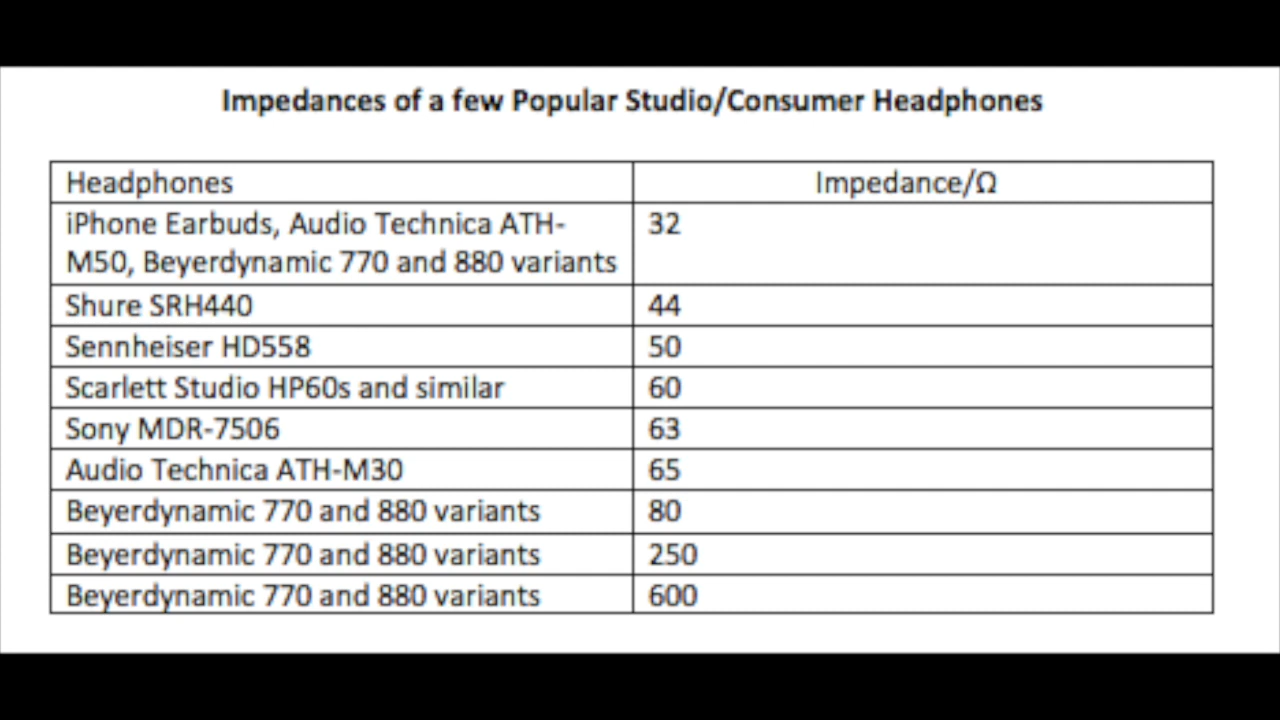 Impedances of a few Popular Studio/Consumer Headphones
Headphones Impedance/Ω
iPhone Earbuds, Audio Technica ATH- 32
M50, Beyerdynamic 770 and 880 variants
Shure SRH440 44
Sennheiser HD558 50
Scarlett Studio HP60s and similar 60
Sony MDR-7506 63
Audio Technica ATH-M30 65
Beyerdynamic 770 and 880 variants 80
Beyerdynamic 770 and 880 variants 250
Beyerdynamic 770 and 880 variants 600